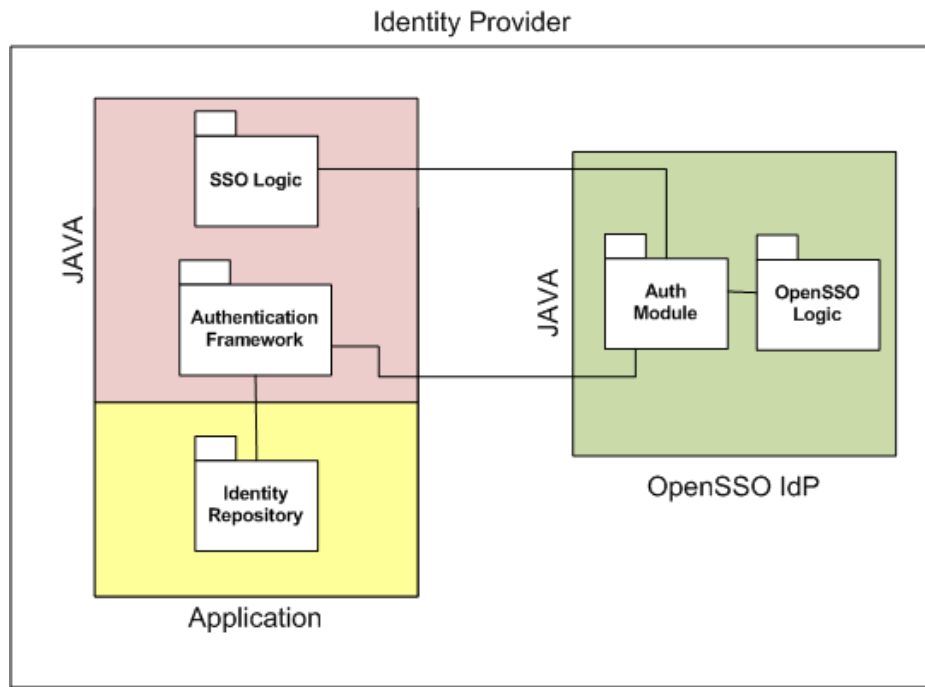 Identity Provider
SSO Logic
JAVA
Authentication
Framework
Identity
Repository
Application
JAVA
Auth
Module
OpenSSO
Logic
OpenSSO IdP